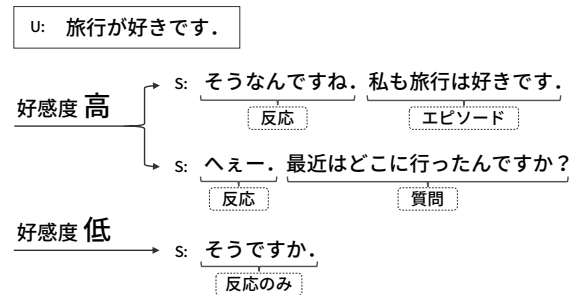 U: 旅行が好きです．
好感度 高
S: そうなんですね．私も旅行は好きです．
反応 エピソード
S: へぇー．最近はどこに行ったんですか？
反応 質問
好感度 低
S: そうですか．
反応のみ